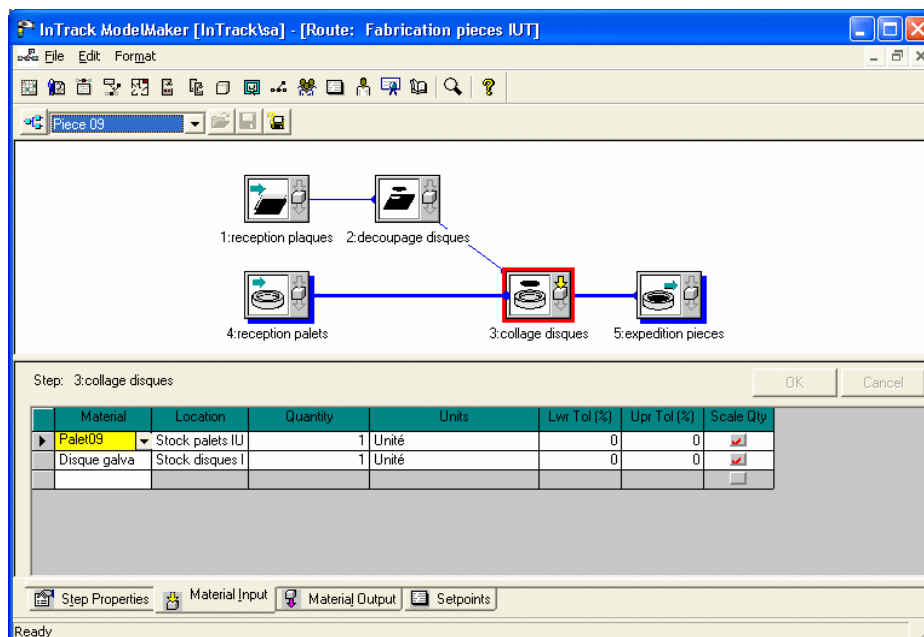 InTrack ModelMaker [InTrack\sa] - [Route: Fabrication pieces IUT]
File Edit Format
Piece 09
1:reception plaques 2:decoupage disques
4:reception palets 3:collage disques 5:expedition pieces
Step: 3:collage disques OK Cancel
Material Location Quantity Units Lwr Tol (%) Upr Tol (%) Scale Qty
Palet09 Stock palets IU 1 Unité 0 0
Disque galva Stock disques I 1 Unité 0 0
Step Properties Material Input Material Output Setpoints
Ready